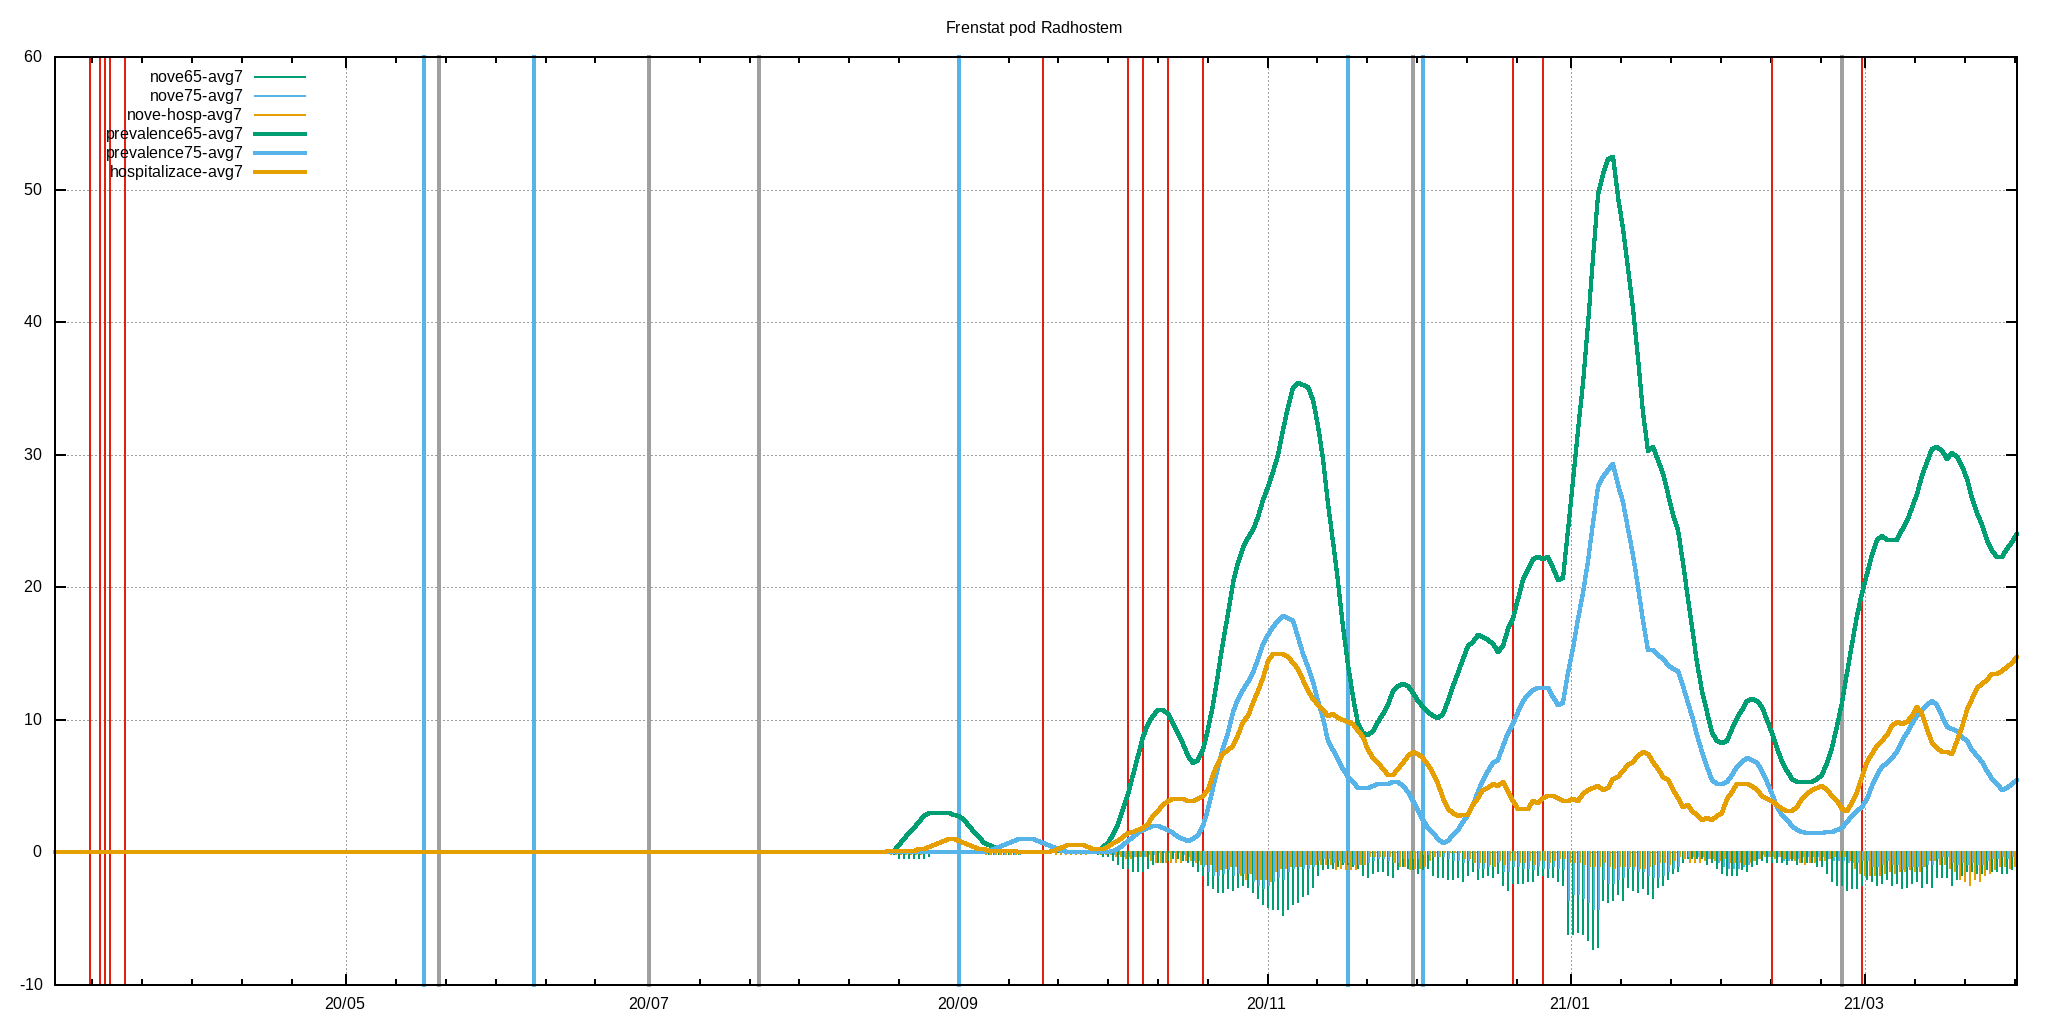 Frenstat pod Radhostem
60
nove65-avg7
nove75-avg7
nove-hosp-avg7
prevalence65-avg7
prevalence75-avg7
hospitalizace-avg7
50
40
30
20
10
0
-10
20/05 20/07 20/09 20/11 21/01 21/03